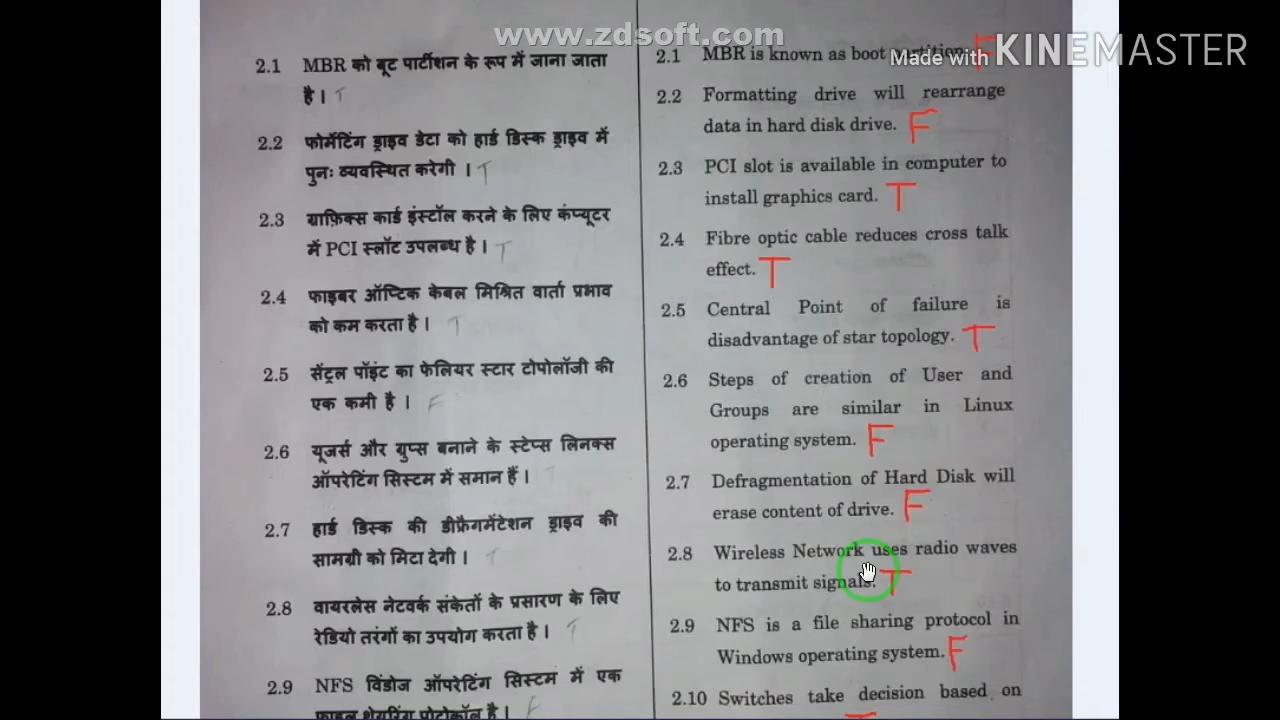 www.zdsoft.com
Made with KINEMASTER
2.1 MBR को बूट पार्टीशन के रूप में जाना जाता
है । T
2.2 फोर्मेटिंग ड्राइव डेटा को हार्ड डिस्क ड्राइव में
पुनः व्यवस्थित करेगी । T
2.3 ग्राफ़िक्स कार्ड इंस्टॉल करने के लिए कंप्यूटर
में PCI स्लॉट उपलब्ध है । T
2.4 फाइबर ऑप्टिक केबल मिश्रित वार्ता प्रभाव
को कम करता है । T
2.5 सेंट्रल पॉइंट का फेलियर स्टार टोपोलॉजी की
एक कमी है । F
2.6 यूजर्स और ग्रुप्स बनाने के स्टेप्स लिनक्स
ऑपरेटिंग सिस्टम में समान हैं । T
2.7 हार्ड डिस्क की डीफ्रैगमेंटेशन ड्राइव की
सामग्री को मिटा देगी । T
2.8 वायरलेस नेटवर्क संकेतों के प्रसारण के लिए
रेडियो तरंगों का उपयोग करता है । T
2.9 NFS विंडोज ऑपरेटिंग सिस्टम में एक
फाइल शेयरिंग प्रोटोकॉल है । F
2.1 MBR is known as boot partition. F
2.2 Formatting drive will rearrange
data in hard disk drive. F
2.3 PCI slot is available in computer to
install graphics card. T
2.4 Fibre optic cable reduces cross talk
effect. T
2.5 Central Point of failure is
disadvantage of star topology. T
2.6 Steps of creation of User and
Groups are similar in Linux
operating system. F
2.7 Defragmentation of Hard Disk will
erase content of drive. F
2.8 Wireless Network uses radio waves
to transmit signals. T
2.9 NFS is a file sharing protocol in
Windows operating system. F
2.10 Switches take decision based on